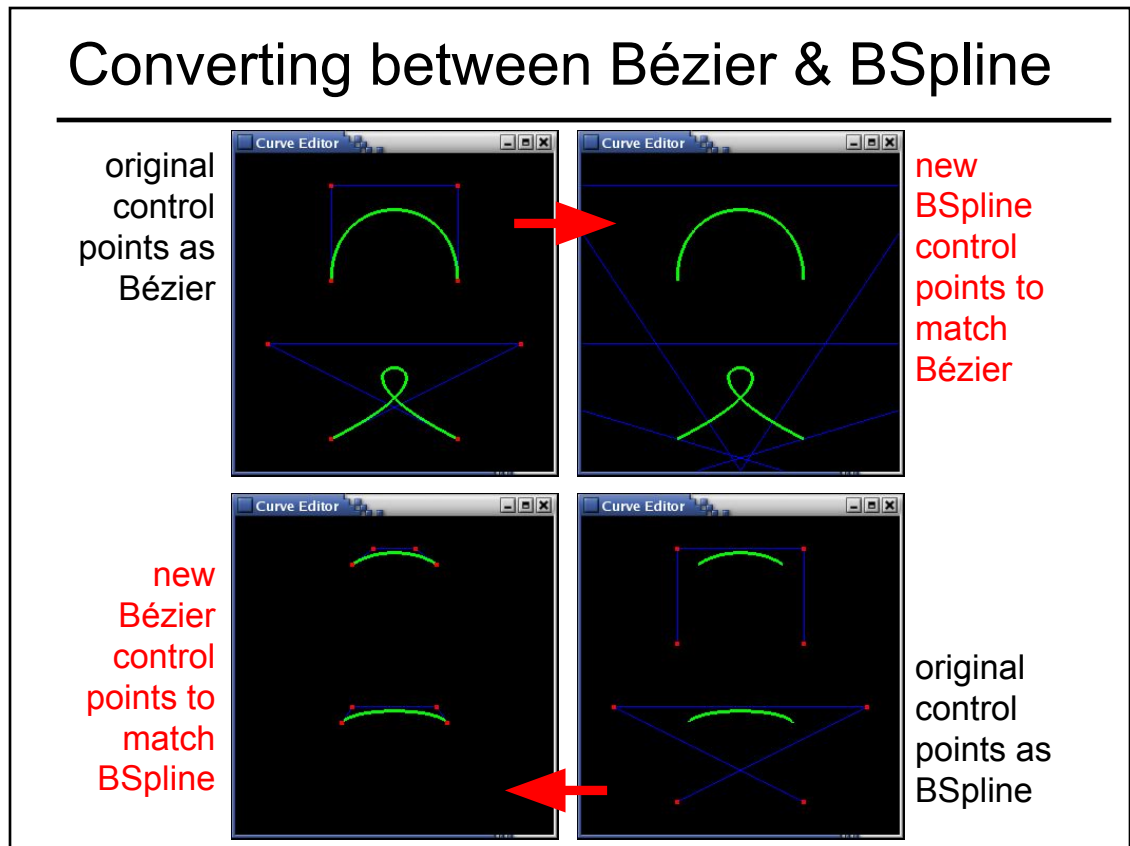 Converting between Bézier & BSpline
original
control
points as
Bézier
Curve Editor
Curve Editor
new
BSpline
control
points to
match
Bézier
new
Bézier
control
points to
match
BSpline
Curve Editor
Curve Editor
original
control
points as
BSpline